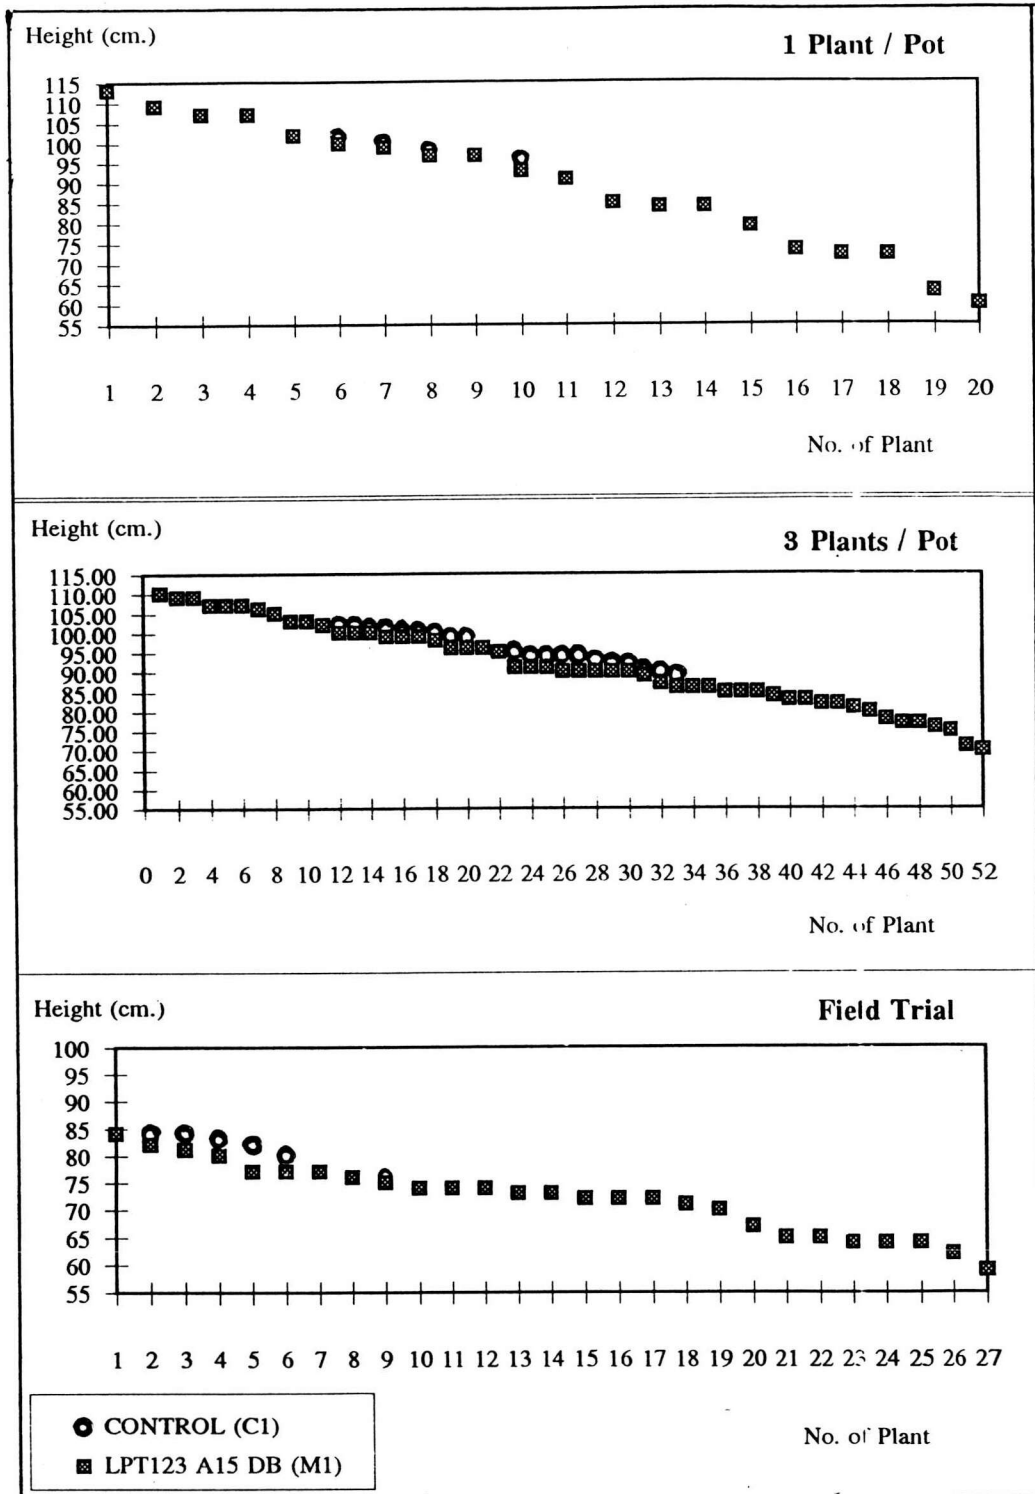 Height (cm.)
1 Plant / Pot
115
110
105
100
95
90
85
80
75
70
65
60
55
1 2 3 4 5 6 7 8 9 10 11 12 13 14 15 16 17 18 19 20
No. of Plant
Height (cm.)
3 Plants / Pot
115.00
110.00
105.00
100.00
95.00
90.00
85.00
80.00
75.00
70.00
65.00
60.00
55.00
0 2 4 6 8 10 12 14 16 18 20 22 24 26 28 30 32 34 36 38 40 42 44 46 48 50 52
No. of Plant
Height (cm.)
Field Trial
100
95
90
85
80
75
70
65
60
55
1 2 3 4 5 6 7 8 9 10 11 12 13 14 15 16 17 18 19 20 21 22 23 24 25 26 27
CONTROL (C1)
No. of Plant
LPT123 A15 DB (M1)